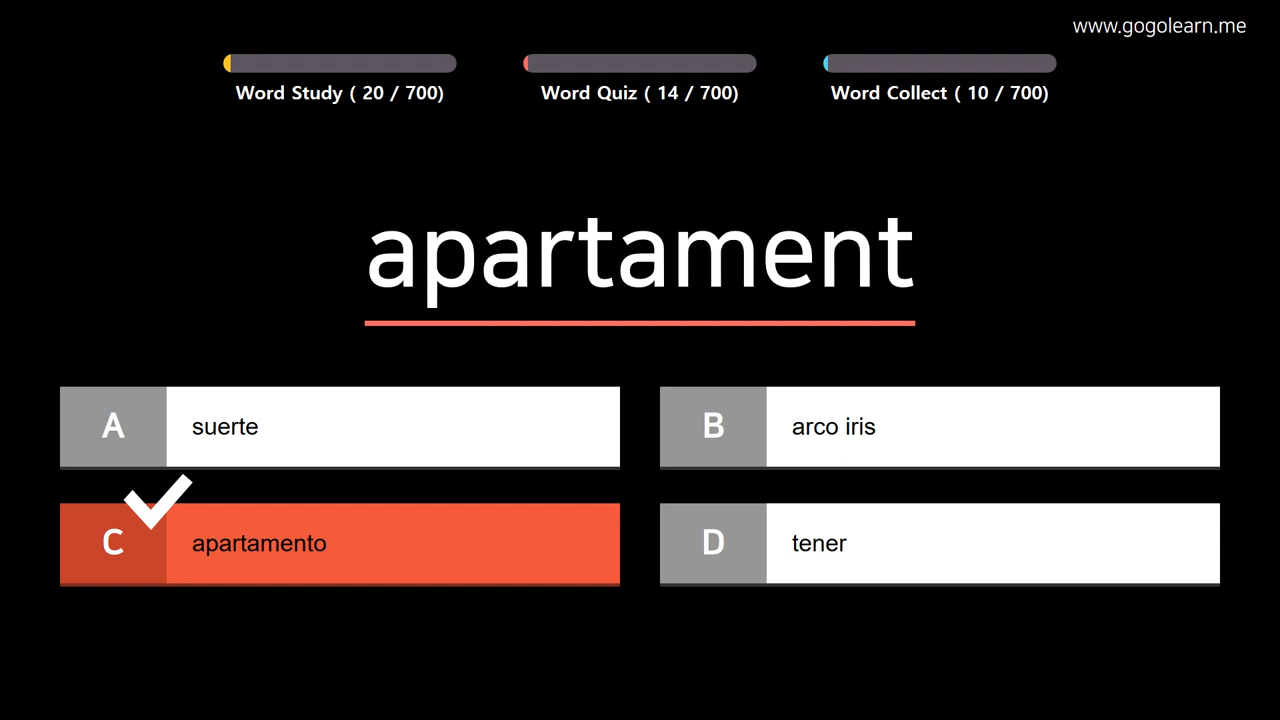 www.gogolearn.me
Word Study ( 20 / 700)
Word Quiz ( 14 / 700)
Word Collect ( 10 / 700)
apartament
A suerte
B arco iris
C apartamento
D tener